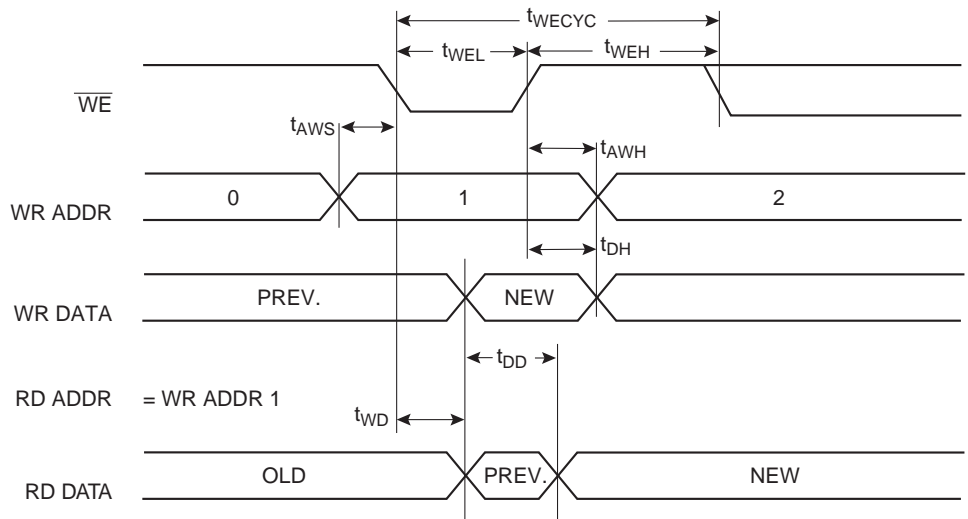 tWECYC
tWEL
tWEH
WE
tAWS
tAWH
WR ADDR 0 1 2
tDH
WR DATA PREV. NEW
tDD
RD ADDR = WR ADDR 1
tWD
RD DATA OLD PREV. NEW